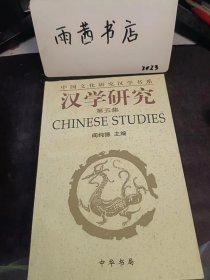 雨茜书店
2023
中国文化研究汉学书系
汉学研究
第五集
CHINESE STUDIES
阎纯德 主编
中华书局